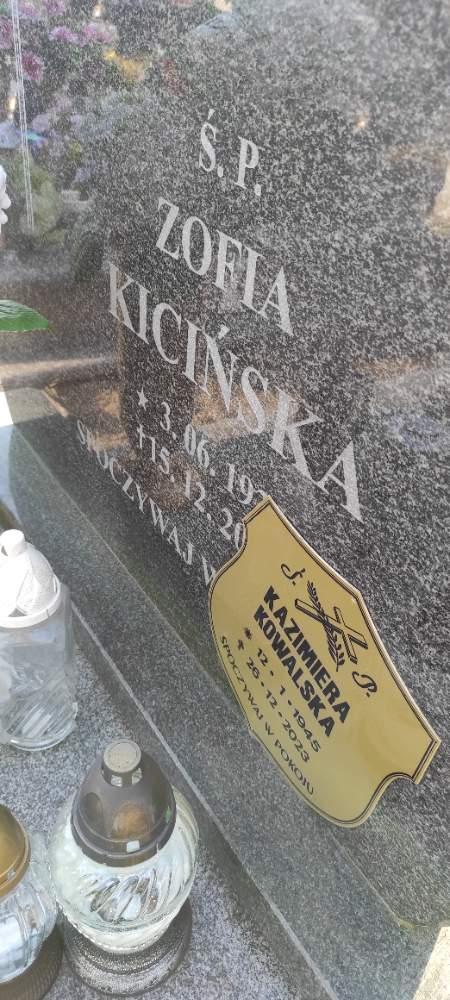 Ś. P.
ZOFIA
KICIŃSKA
★ 3. 06. 19
† 15. 12. 20
SPOCZYWAJ W
Ś. P.
KAZIMIERA
KOWALSKA
✳ 12 · 1 · 1945
✝ 26 · 12 · 2023
SPOCZYWAJ W POKOJU